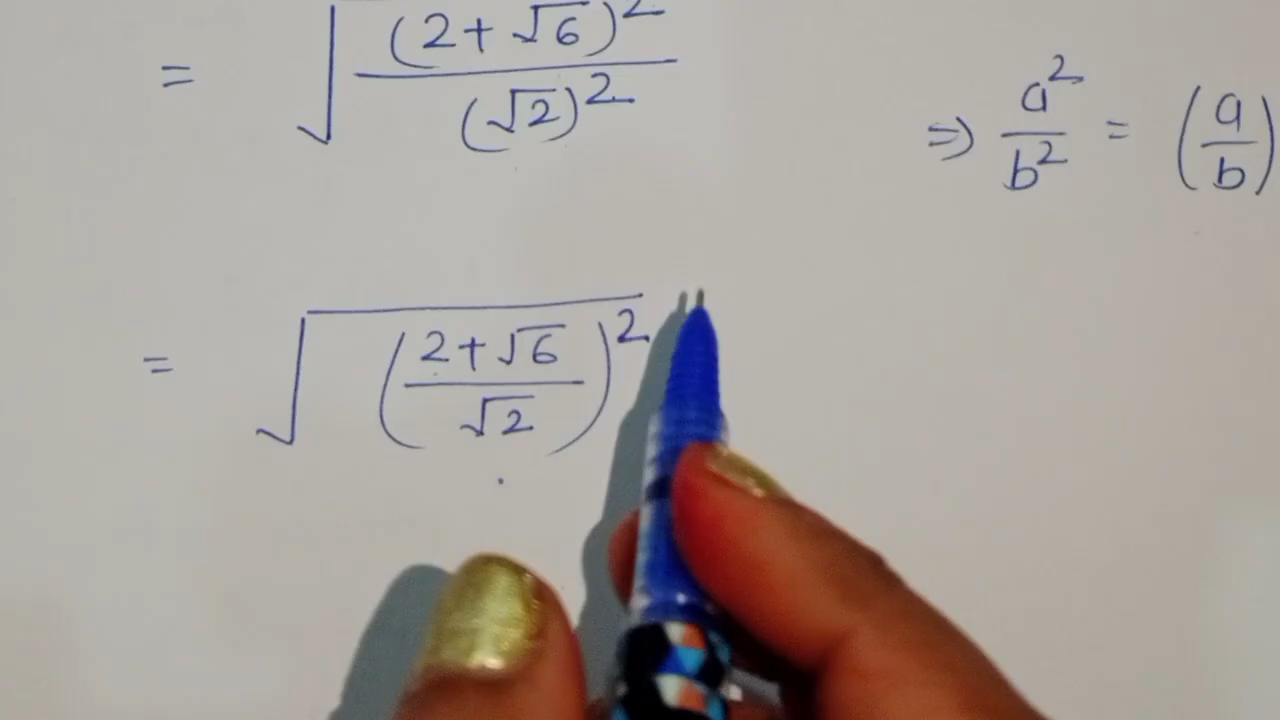 = √((2+√6)²/(√2)²)
⇒ a²/b² = (a/b)
= √(((2+√6)/√2)²)